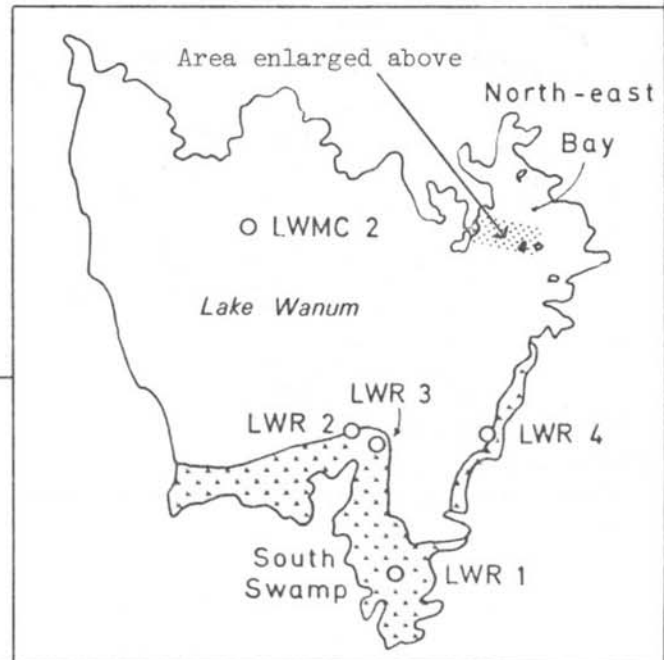 Area enlarged above
North-east
Bay
LWMC 2
Lake Wanum
LWR 3
LWR 2
LWR 4
South
Swamp
LWR 1